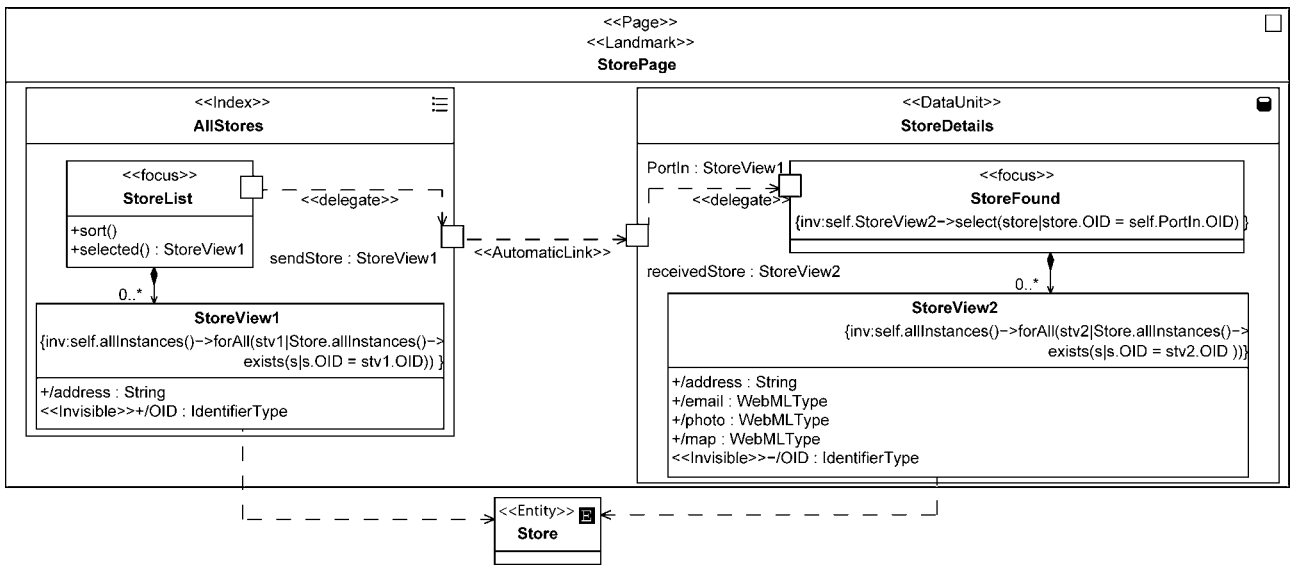 <<Page>>
<<Landmark>>
StorePage
<<Index>>
AllStores
<<focus>>
StoreList
+sort()
+selected() : StoreView1
<<delegate>>
sendStore : StoreView1
0..*
StoreView1
{inv:self.allInstances()->forAll(stv1|Store.allInstances()->
exists(s|s.OID = stv1.OID)) }
+/address : String
<<Invisible>>+/OID : IdentifierType
<<AutomaticLink>>
<<DataUnit>>
StoreDetails
PortIn : StoreView1
<<delegate>>
<<focus>>
StoreFound
{inv:self.StoreView2->select(store|store.OID = self.PortIn.OID) }
receivedStore : StoreView2
0..*
StoreView2
{inv:self.allInstances()->forAll(stv2|Store.allInstances()->
exists(s|s.OID = stv2.OID ))}
+/address : String
+/email : WebMLType
+/photo : WebMLType
+/map : WebMLType
<<Invisible>>−/OID : IdentifierType
<<Entity>>
E
Store